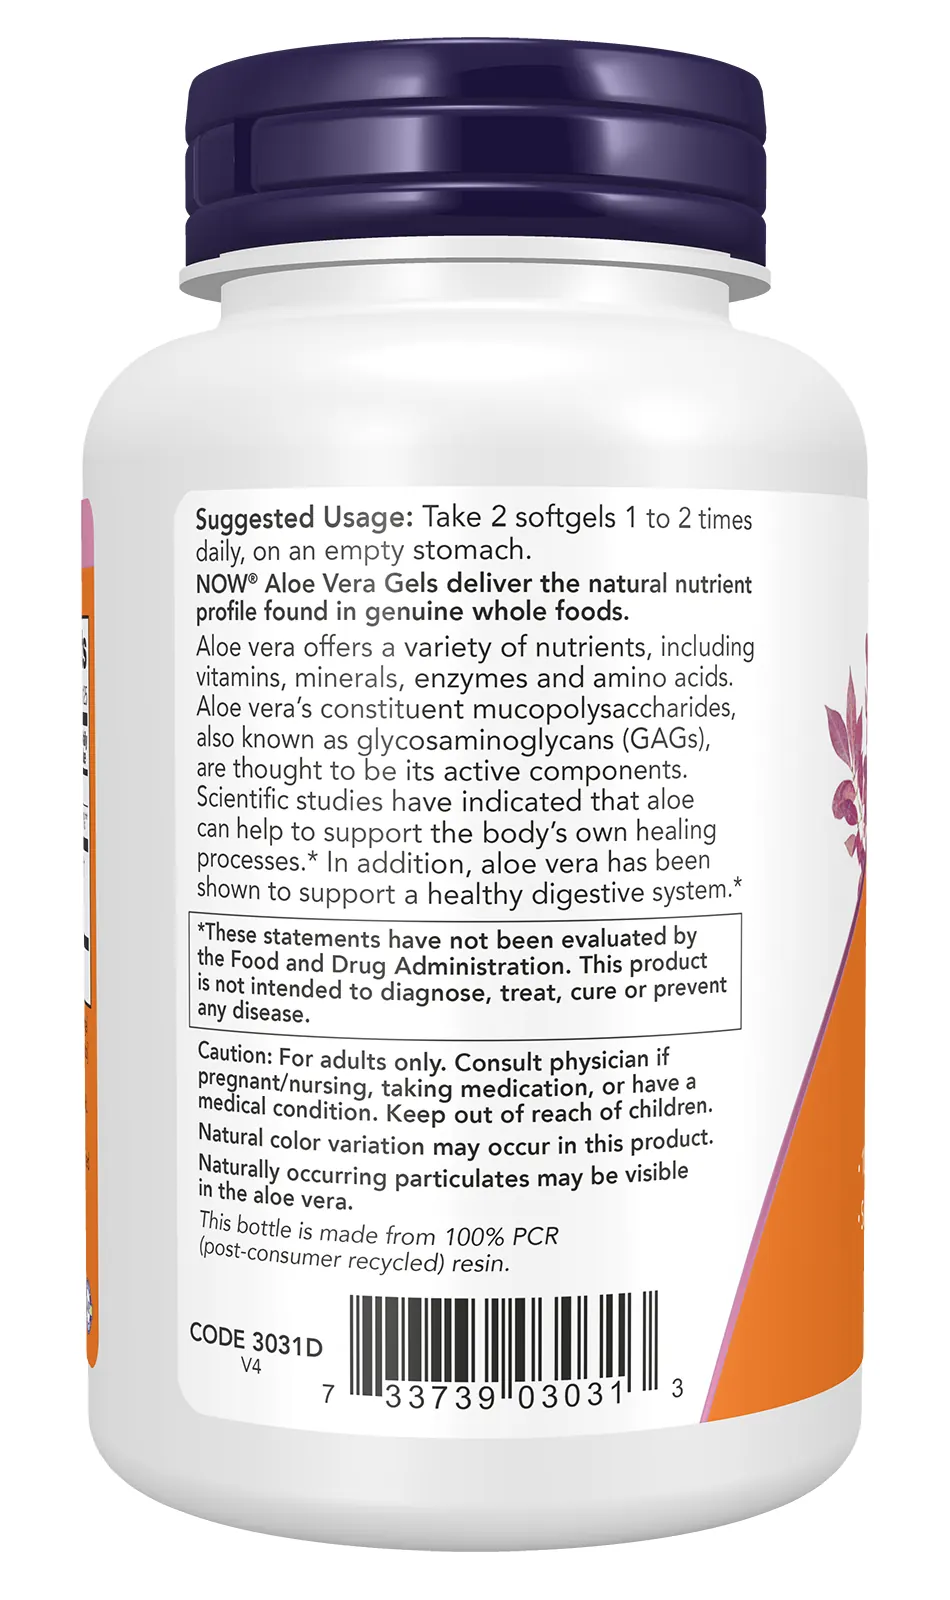 Suggested Usage: Take 2 softgels 1 to 2 times
daily, on an empty stomach.
NOW® Aloe Vera Gels deliver the natural nutrient
profile found in genuine whole foods.
Aloe vera offers a variety of nutrients, including
vitamins, minerals, enzymes and amino acids.
Aloe vera's constituent mucopolysaccharides,
also known as glycosaminoglycans (GAGs),
are thought to be its active components.
Scientific studies have indicated that aloe
can help to support the body's own healing
processes.* In addition, aloe vera has been
shown to support a healthy digestive system.*
*These statements have not been evaluated by
the Food and Drug Administration. This product
is not intended to diagnose, treat, cure or prevent
any disease.
Caution: For adults only. Consult physician if
pregnant/nursing, taking medication, or have a
medical condition. Keep out of reach of children.
Natural color variation may occur in this product.
Naturally occurring particulates may be visible
in the aloe vera.
This bottle is made from 100% PCR
(post-consumer recycled) resin.
CODE 3031D
V4
7 33739 03031 3